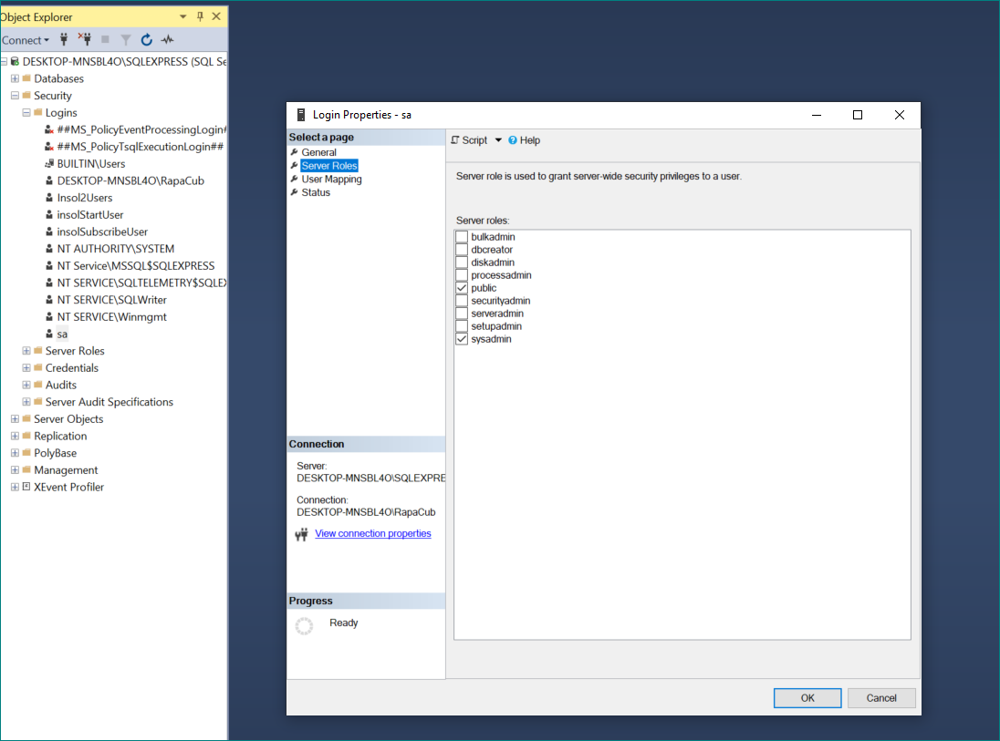 Object Explorer
Connect
DESKTOP-MNSBL4O\SQLEXPRESS (SQL Se
Databases
Security
Logins
##MS_PolicyEventProcessingLogin#
##MS_PolicyTsqlExecutionLogin##
BUILTIN\Users
DESKTOP-MNSBL4O\RapaCub
Insol2Users
insolStartUser
insolSubscribeUser
NT AUTHORITY\SYSTEM
NT Service\MSSQL$SQLEXPRESS
NT SERVICE\SQLTELEMETRY$SQLEX
NT SERVICE\SQLWriter
NT SERVICE\Winmgmt
sa
Server Roles
Credentials
Audits
Server Audit Specifications
Server Objects
Replication
PolyBase
Management
XEvent Profiler
Login Properties - sa
Select a page
General
Server Roles
User Mapping
Status
Connection
Server:
DESKTOP-MNSBL4O\SQLEXPRE
Connection:
DESKTOP-MNSBL4O\RapaCub
View connection properties
Progress
Ready
Script
Help
Server role is used to grant server-wide security privileges to a user.
Server roles:
bulkadmin
dbcreator
diskadmin
processadmin
public
securityadmin
serveradmin
setupadmin
sysadmin
OK
Cancel